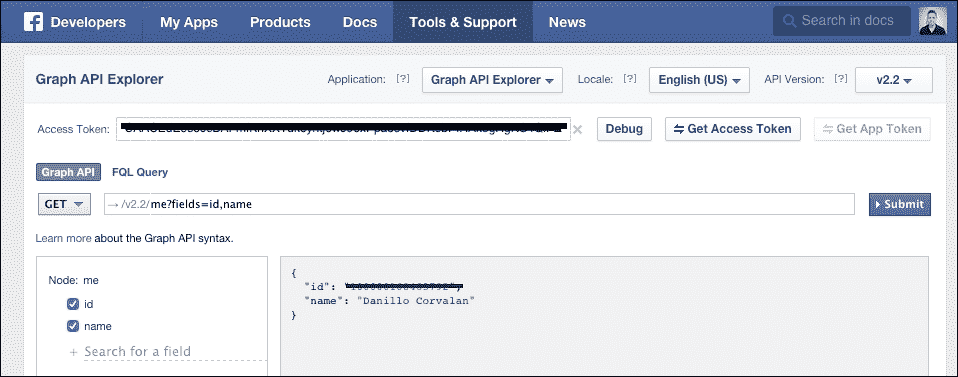 Developers My Apps Products Docs Tools & Support News Search in docs
Graph API Explorer Application: [?] Graph API Explorer Locale: [?] English (US) API Version: [?] v2.2
Access Token: Debug Get Access Token Get App Token
Graph API FQL Query
GET → /v2.2/me?fields=id,name Submit
Learn more about the Graph API syntax.
Node: me
id
name
+ Search for a field
{
"id":
"name": "Danillo Corvalan"
}